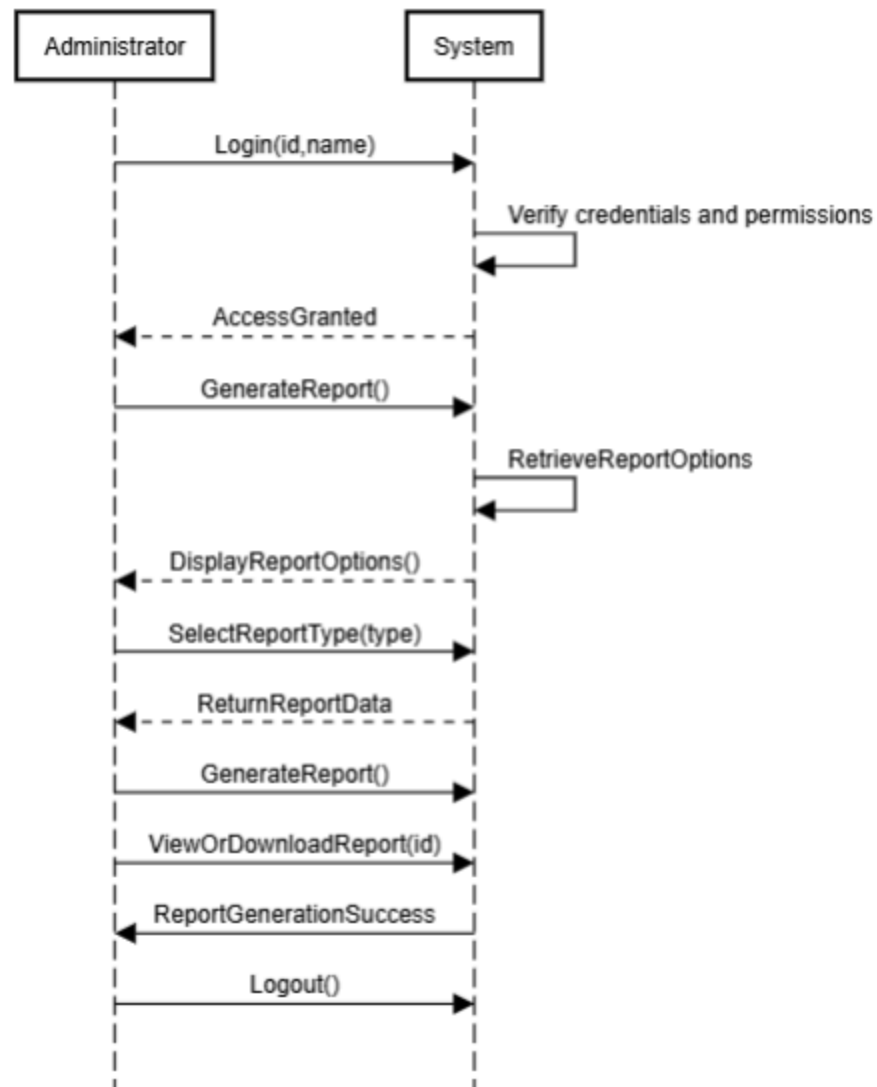 Administrator
System
Login(id,name)
Verify credentials and permissions
AccessGranted
GenerateReport()
RetrieveReportOptions
DisplayReportOptions()
SelectReportType(type)
ReturnReportData
GenerateReport()
ViewOrDownloadReport(id)
ReportGenerationSuccess
Logout()